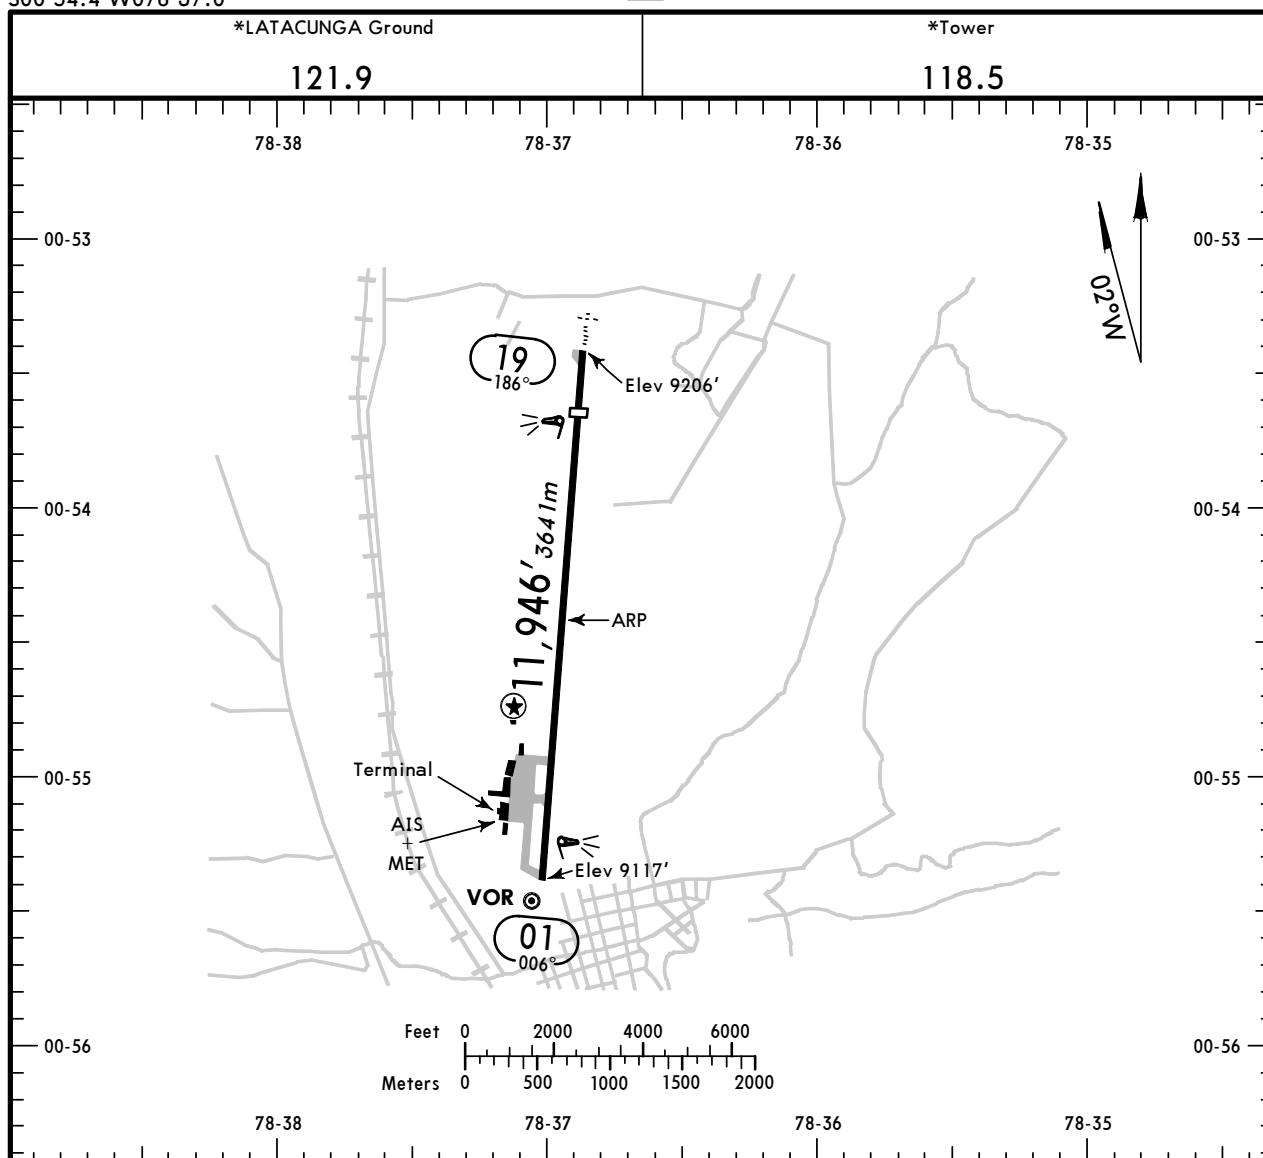 *LATACUNGA Ground
*Tower
121.9
118.5
78-38
78-37
78-36
78-35
02°W
00-53
00-53
19
186°
Elev 9206'
00-54
00-54
11,946' 3641m
ARP
00-55
00-55
Terminal
AIS
+
MET
Elev 9117'
VOR
01
006°
Feet 0 2000 4000 6000
00-56
00-56
Meters 0 500 1000 1500 2000
78-38
78-37
78-36
78-35